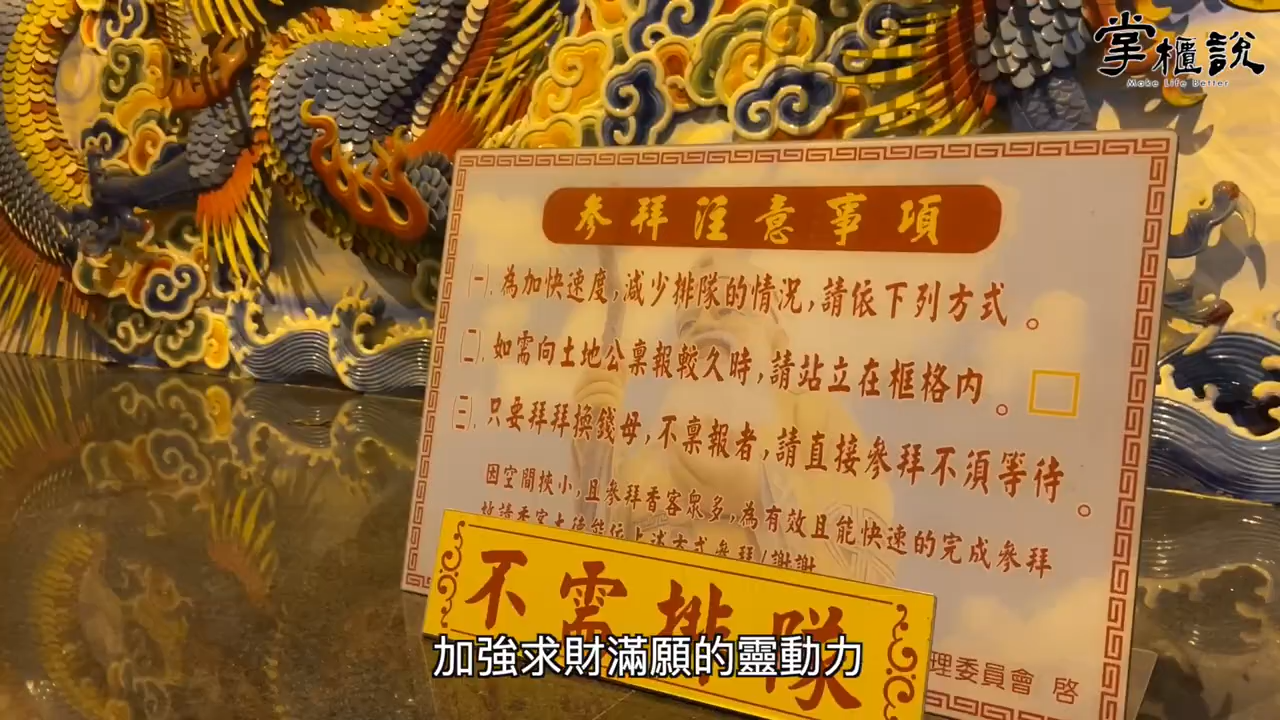 掌櫃說
Make Life Better
參拜注意事項
(一).為加快速度,減少排隊的情況,請依下列方式。
(二).如需向土地公稟報較久時,請站立在框格內。
(三).只要拜拜換錢母,不稟報者,請直接參拜不須等待。
因空間挾小,且參拜香客眾多,為有效且能快速的完成參拜
故請香客大德能依上述方式參拜!謝謝
不需排隊
理委員會 啓
加強求財滿願的靈動力